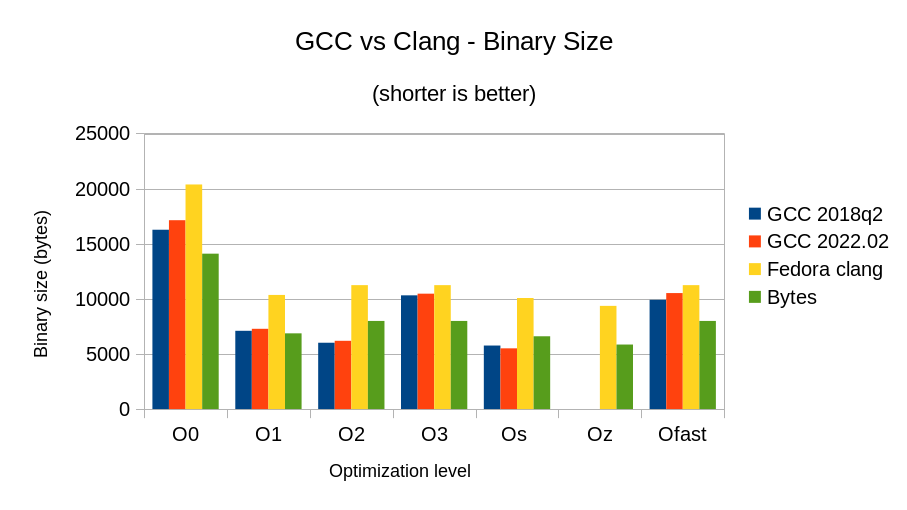 GCC vs Clang - Binary Size
(shorter is better)
25000
20000
15000
10000
5000
0
Binary size (bytes)
O0 O1 O2 O3 Os Oz Ofast
Optimization level
GCC 2018q2
GCC 2022.02
Fedora clang
Bytes